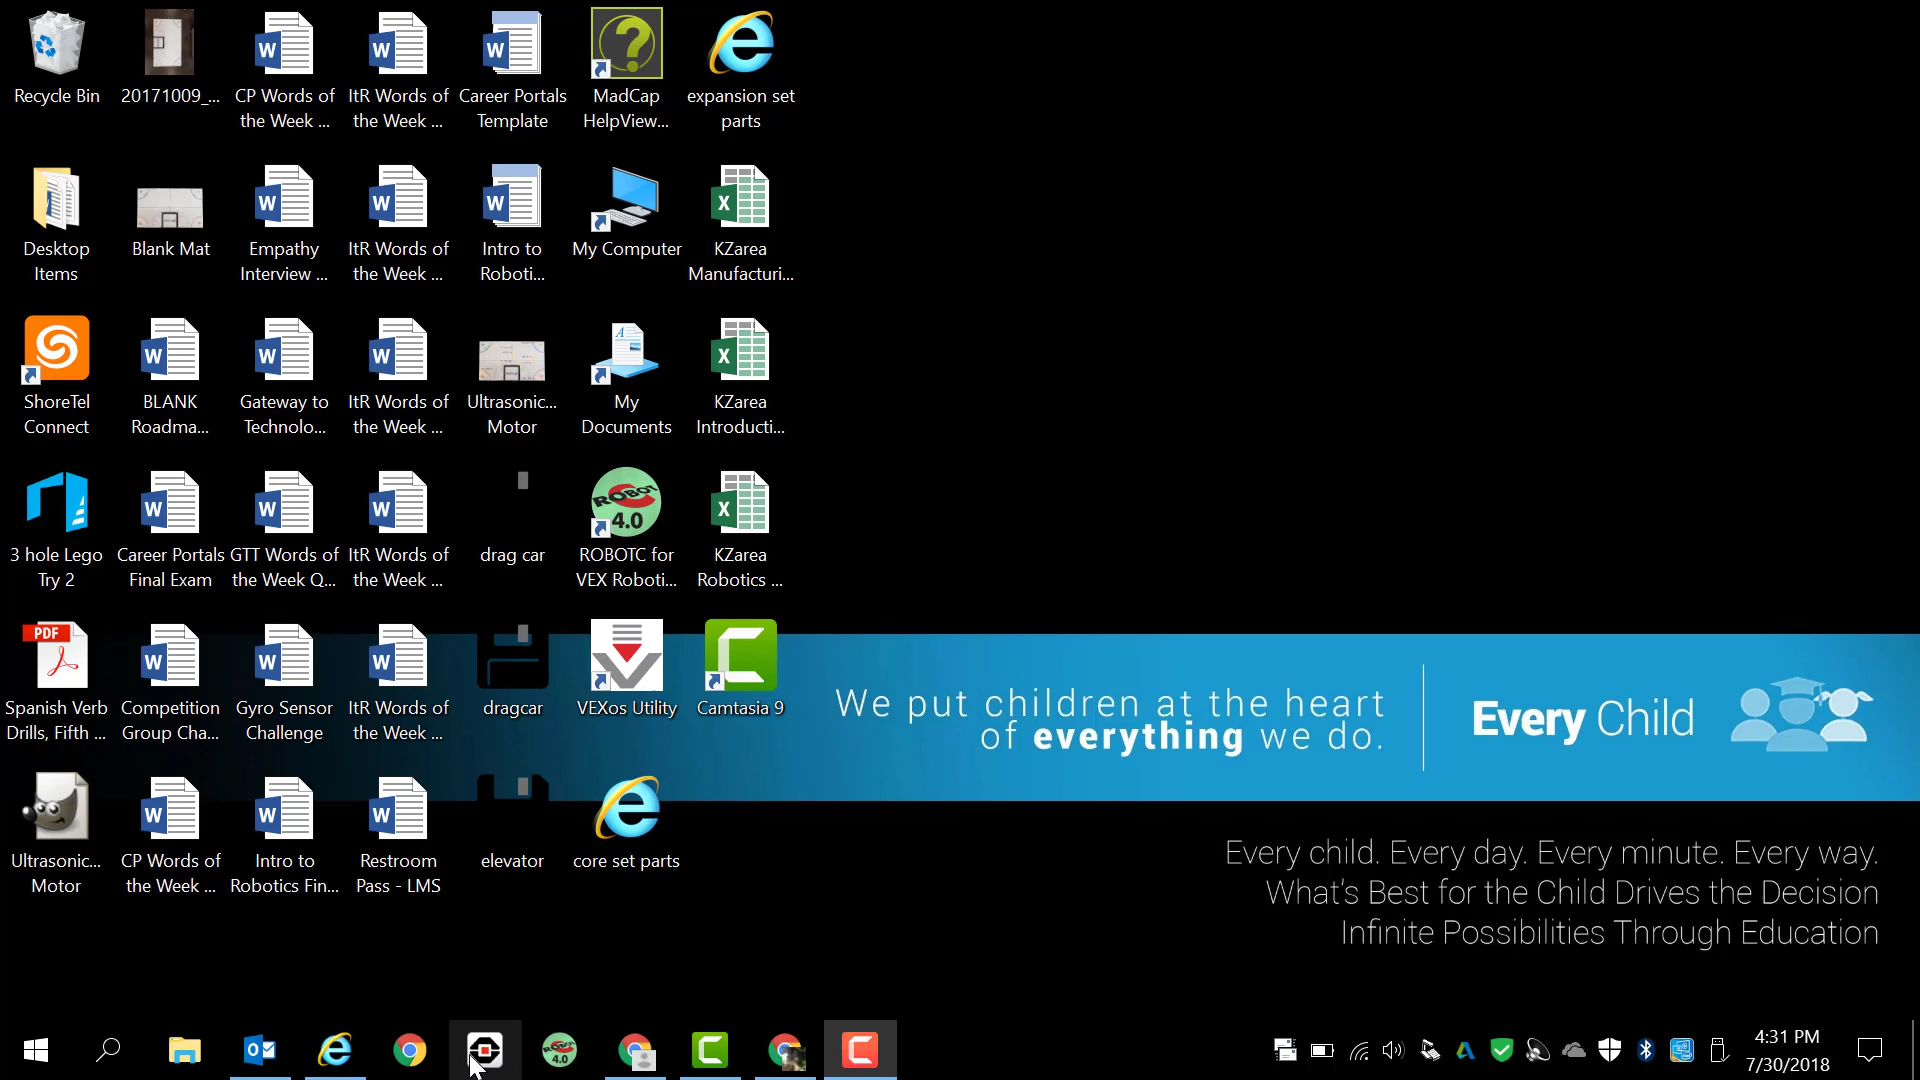 Recycle Bin
20171009_...
CP Words of
the Week ...
ItR Words of
the Week ...
Career Portals
Template
MadCap
HelpView...
expansion set
parts
Desktop
Items
Blank Mat
Empathy
Interview ...
ItR Words of
the Week ...
Intro to
Roboti...
My Computer
KZarea
Manufacturi...
ShoreTel
Connect
BLANK
Roadma...
Gateway to
Technolo...
ItR Words of
the Week ...
Ultrasonic...
Motor
My
Documents
KZarea
Introducti...
3 hole Lego
Try 2
Career Portals
Final Exam
GTT Words of
the Week Q...
ItR Words of
the Week ...
drag car
ROBOTC
4.0
ROBOTC for
VEX Roboti...
KZarea
Robotics ...
PDF
Spanish Verb
Drills, Fifth ...
Competition
Group Cha...
Gyro Sensor
Challenge
ItR Words of
the Week ...
dragcar
VEXos Utility
Camtasia 9
Ultrasonic...
Motor
CP Words of
the Week ...
Intro to
Robotics Fin...
Restroom
Pass - LMS
elevator
core set parts
We put children at the heart
of everything we do.
Every Child
Every child. Every day. Every minute. Every way.
What's Best for the Child Drives the Decision
Infinite Possibilities Through Education
4:31 PM
7/30/2018